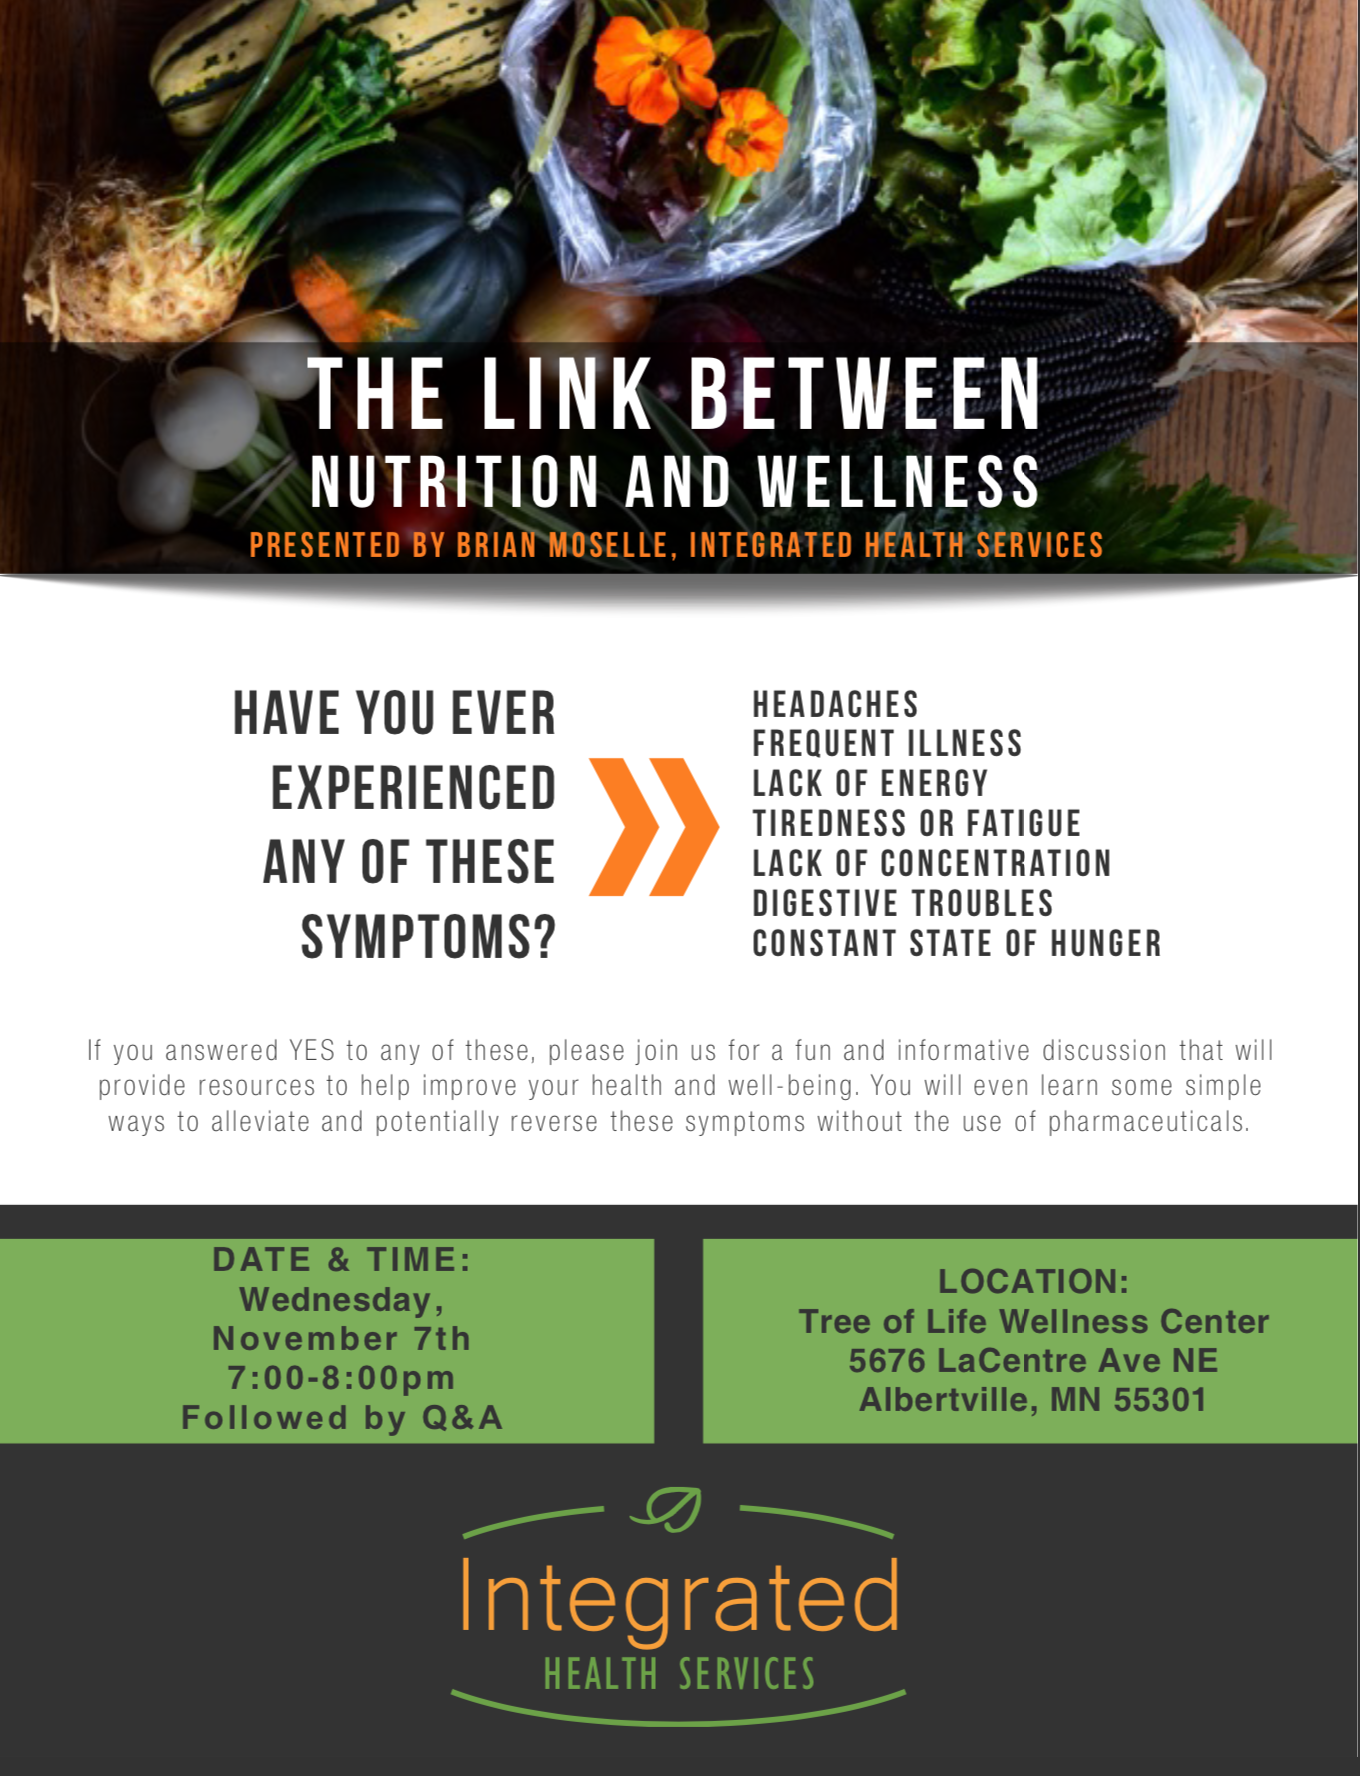 THE LINK BETWEEN
NUTRITION AND WELLNESS
PRESENTED BY BRIAN MOSELLE, INTEGRATED HEALTH SERVICES
HAVE YOU EVER
EXPERIENCED
ANY OF THESE
SYMPTOMS?
HEADACHES
FREQUENT ILLNESS
LACK OF ENERGY
TIREDNESS OR FATIGUE
LACK OF CONCENTRATION
DIGESTIVE TROUBLES
CONSTANT STATE OF HUNGER
If you answered YES to any of these, please join us for a fun and informative discussion that will
provide resources to help improve your health and well-being. You will even learn some simple
ways to alleviate and potentially reverse these symptoms without the use of pharmaceuticals.
DATE & TIME:
Wednesday,
November 7th
7:00-8:00pm
Followed by Q&A
LOCATION:
Tree of Life Wellness Center
5676 LaCentre Ave NE
Albertville, MN 55301
Integrated
HEALTH SERVICES